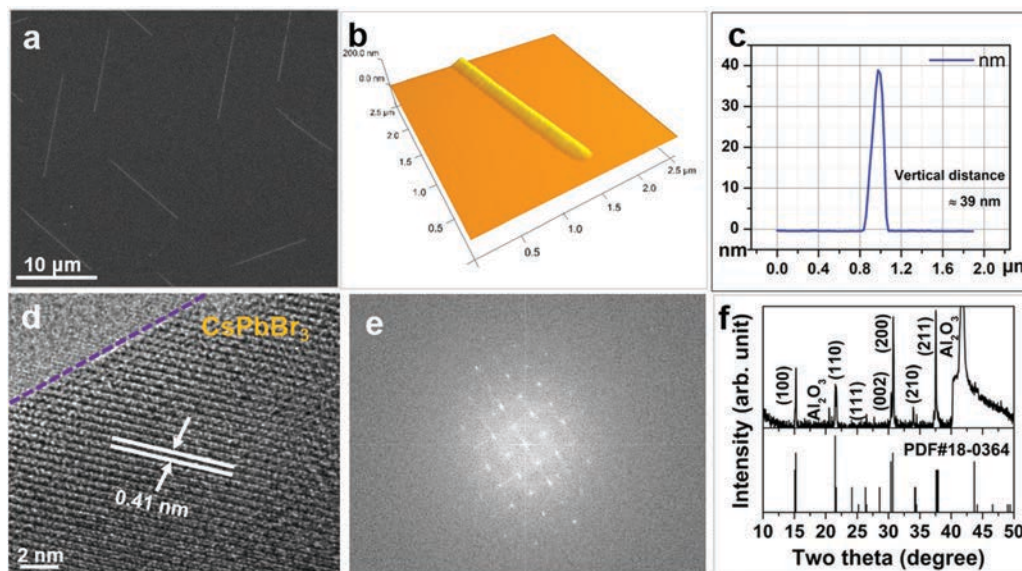 a
10 µm
b
200.0 nm
0.0 nm
2.5 µm
2.0
1.5
1.0
0.5
0.5
1.0
1.5
2.0
2.5 µm
c
nm
40
30
20
10
0
nm
Vertical distance
≈ 39 nm
0.0 0.4 0.8 1.2 1.6 2.0 µm
d
CsPbBr3
0.41 nm
2 nm
e
f
Intensity (arb. unit)
(100)
Al2O3
(110)
(111)
(002)
(200)
(210)
(211)
Al2O3
PDF#18-0364
10 15 20 25 30 35 40 45 50
Two theta (degree)